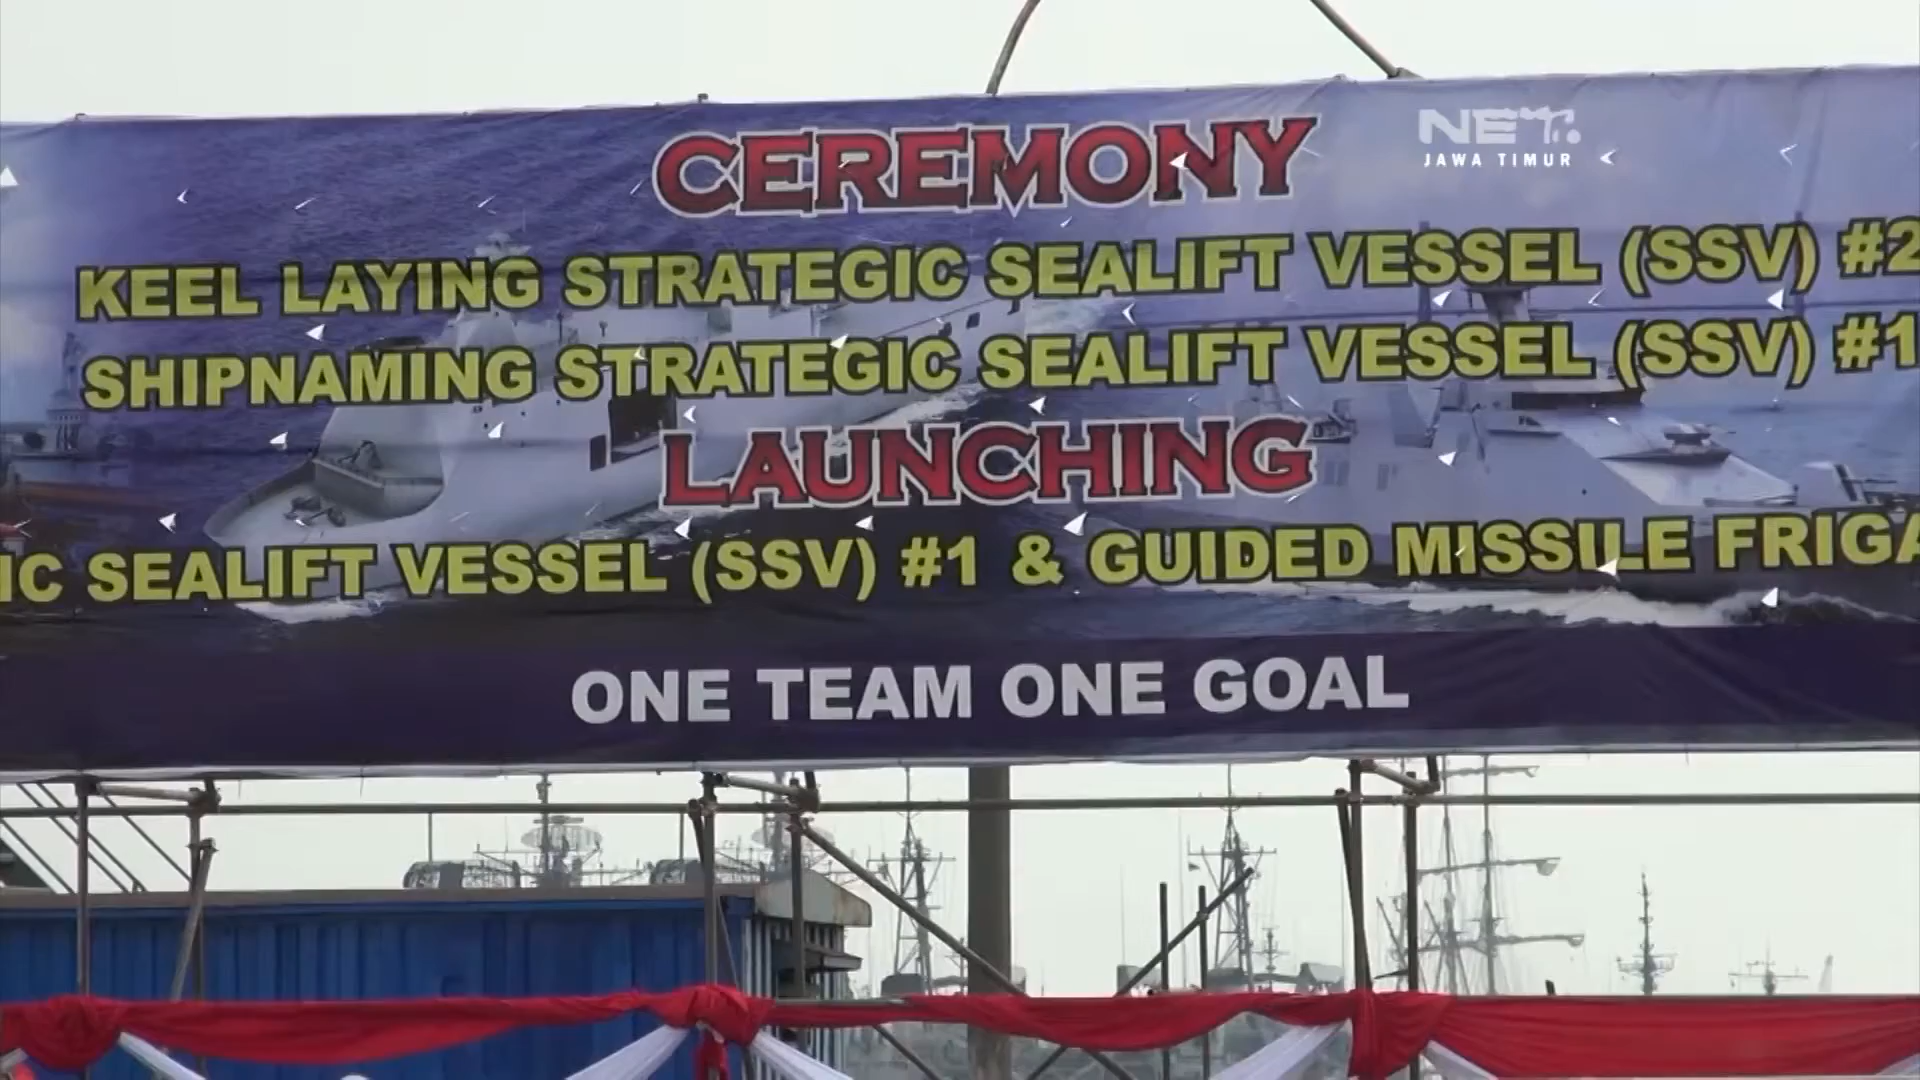 CEREMONY
NET.
JAWA TIMUR
KEEL LAYING STRATEGIC SEALIFT VESSEL (SSV) #2
SHIPNAMING STRATEGIC SEALIFT VESSEL (SSV) #1
LAUNCHING
IC SEALIFT VESSEL (SSV) #1 & GUIDED MISSILE FRIGA
ONE TEAM ONE GOAL